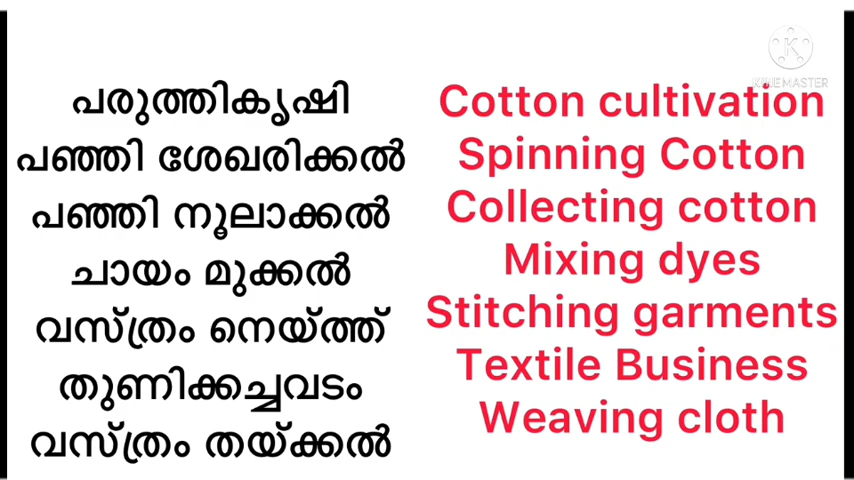 പരുത്തികൃഷി
പഞ്ഞി ശേഖരിക്കൽ
പഞ്ഞി നൂലാക്കൽ
ചായം മുക്കൽ
വസ്ത്രം നെയ്ത്ത്
തുണിക്കച്ചവടം
വസ്ത്രം തയ്ക്കൽ
Cotton cultivation
Spinning Cotton
Collecting cotton
Mixing dyes
Stitching garments
Textile Business
Weaving cloth
K
KINEMASTER